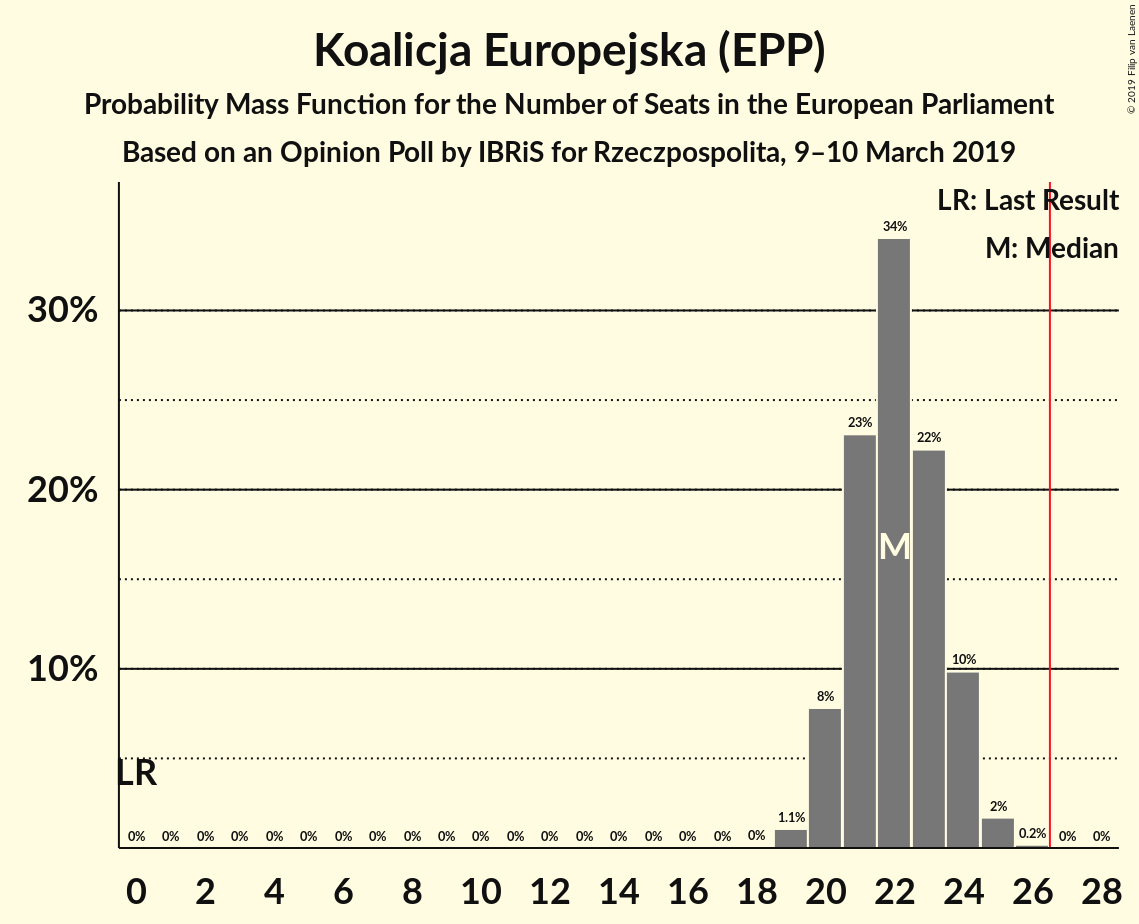 Koalicja Europejska (EPP)
Probability Mass Function for the Number of Seats in the European Parliament
Based on an Opinion Poll by IBRiS for Rzeczpospolita, 9–10 March 2019
© 2019 Filip van Laenen
LR: Last Result
M: Median
34%
30%
23%
22%
20%
M
10%
10%
8%
LR
0% 0% 0% 0% 0% 0% 0% 0% 0% 0% 0% 0% 0% 0% 0% 0% 0% 0% 0% 1.1% 2% 0.2% 0% 0%
0 2 4 6 8 10 12 14 16 18 20 22 24 26 28